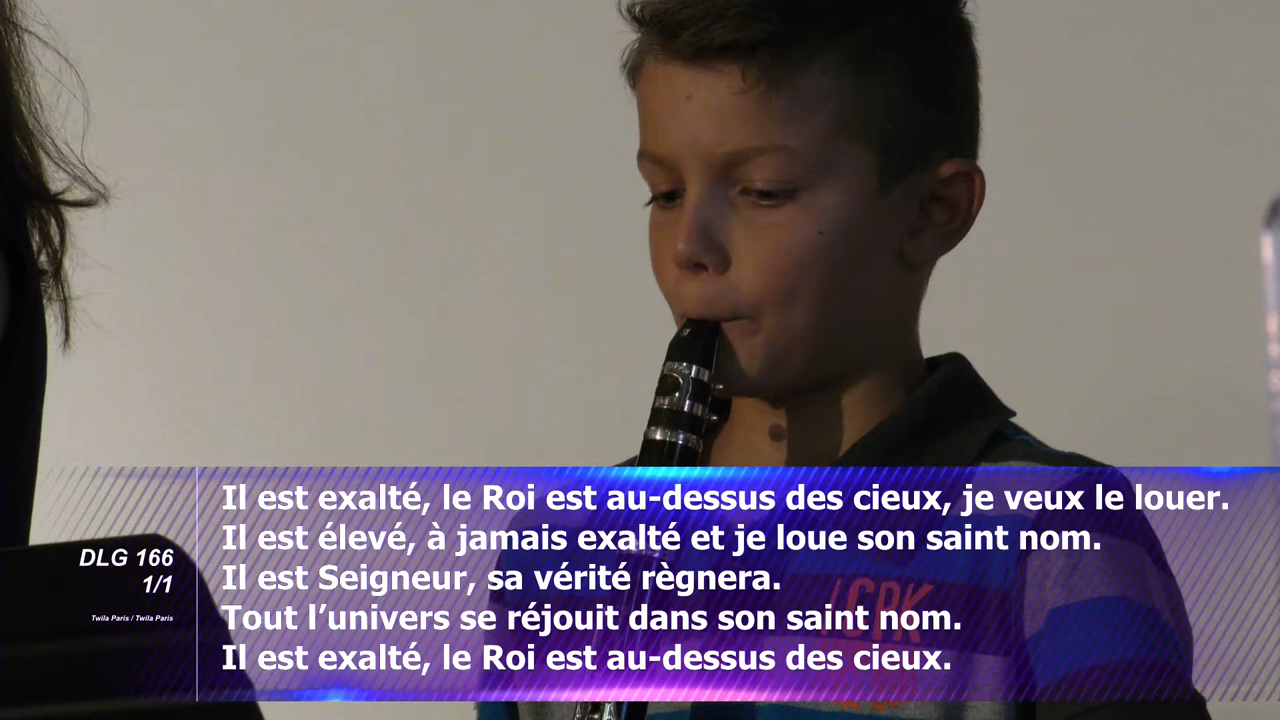 Il est exalté, le Roi est au-dessus des cieux, je veux le louer.
Il est élevé, à jamais exalté et je loue son saint nom.
Il est Seigneur, sa vérité règnera.
Tout l’univers se réjouit dans son saint nom.
Il est exalté, le Roi est au-dessus des cieux.
DLG 166
1/1
Twila Paris / Twila Paris